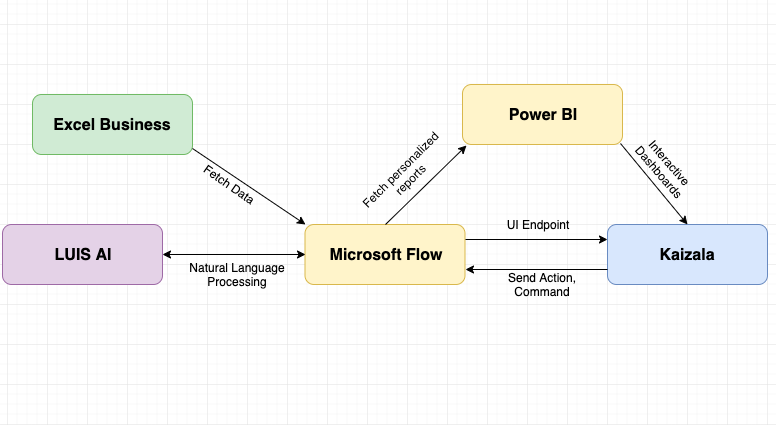 Power BI
Excel Business
Fetch personalized
reports
Interactive
Dashboards
Fetch Data
UI Endpoint
LUIS AI
Microsoft Flow
Kaizala
Natural Language
Processing
Send Action,
Command